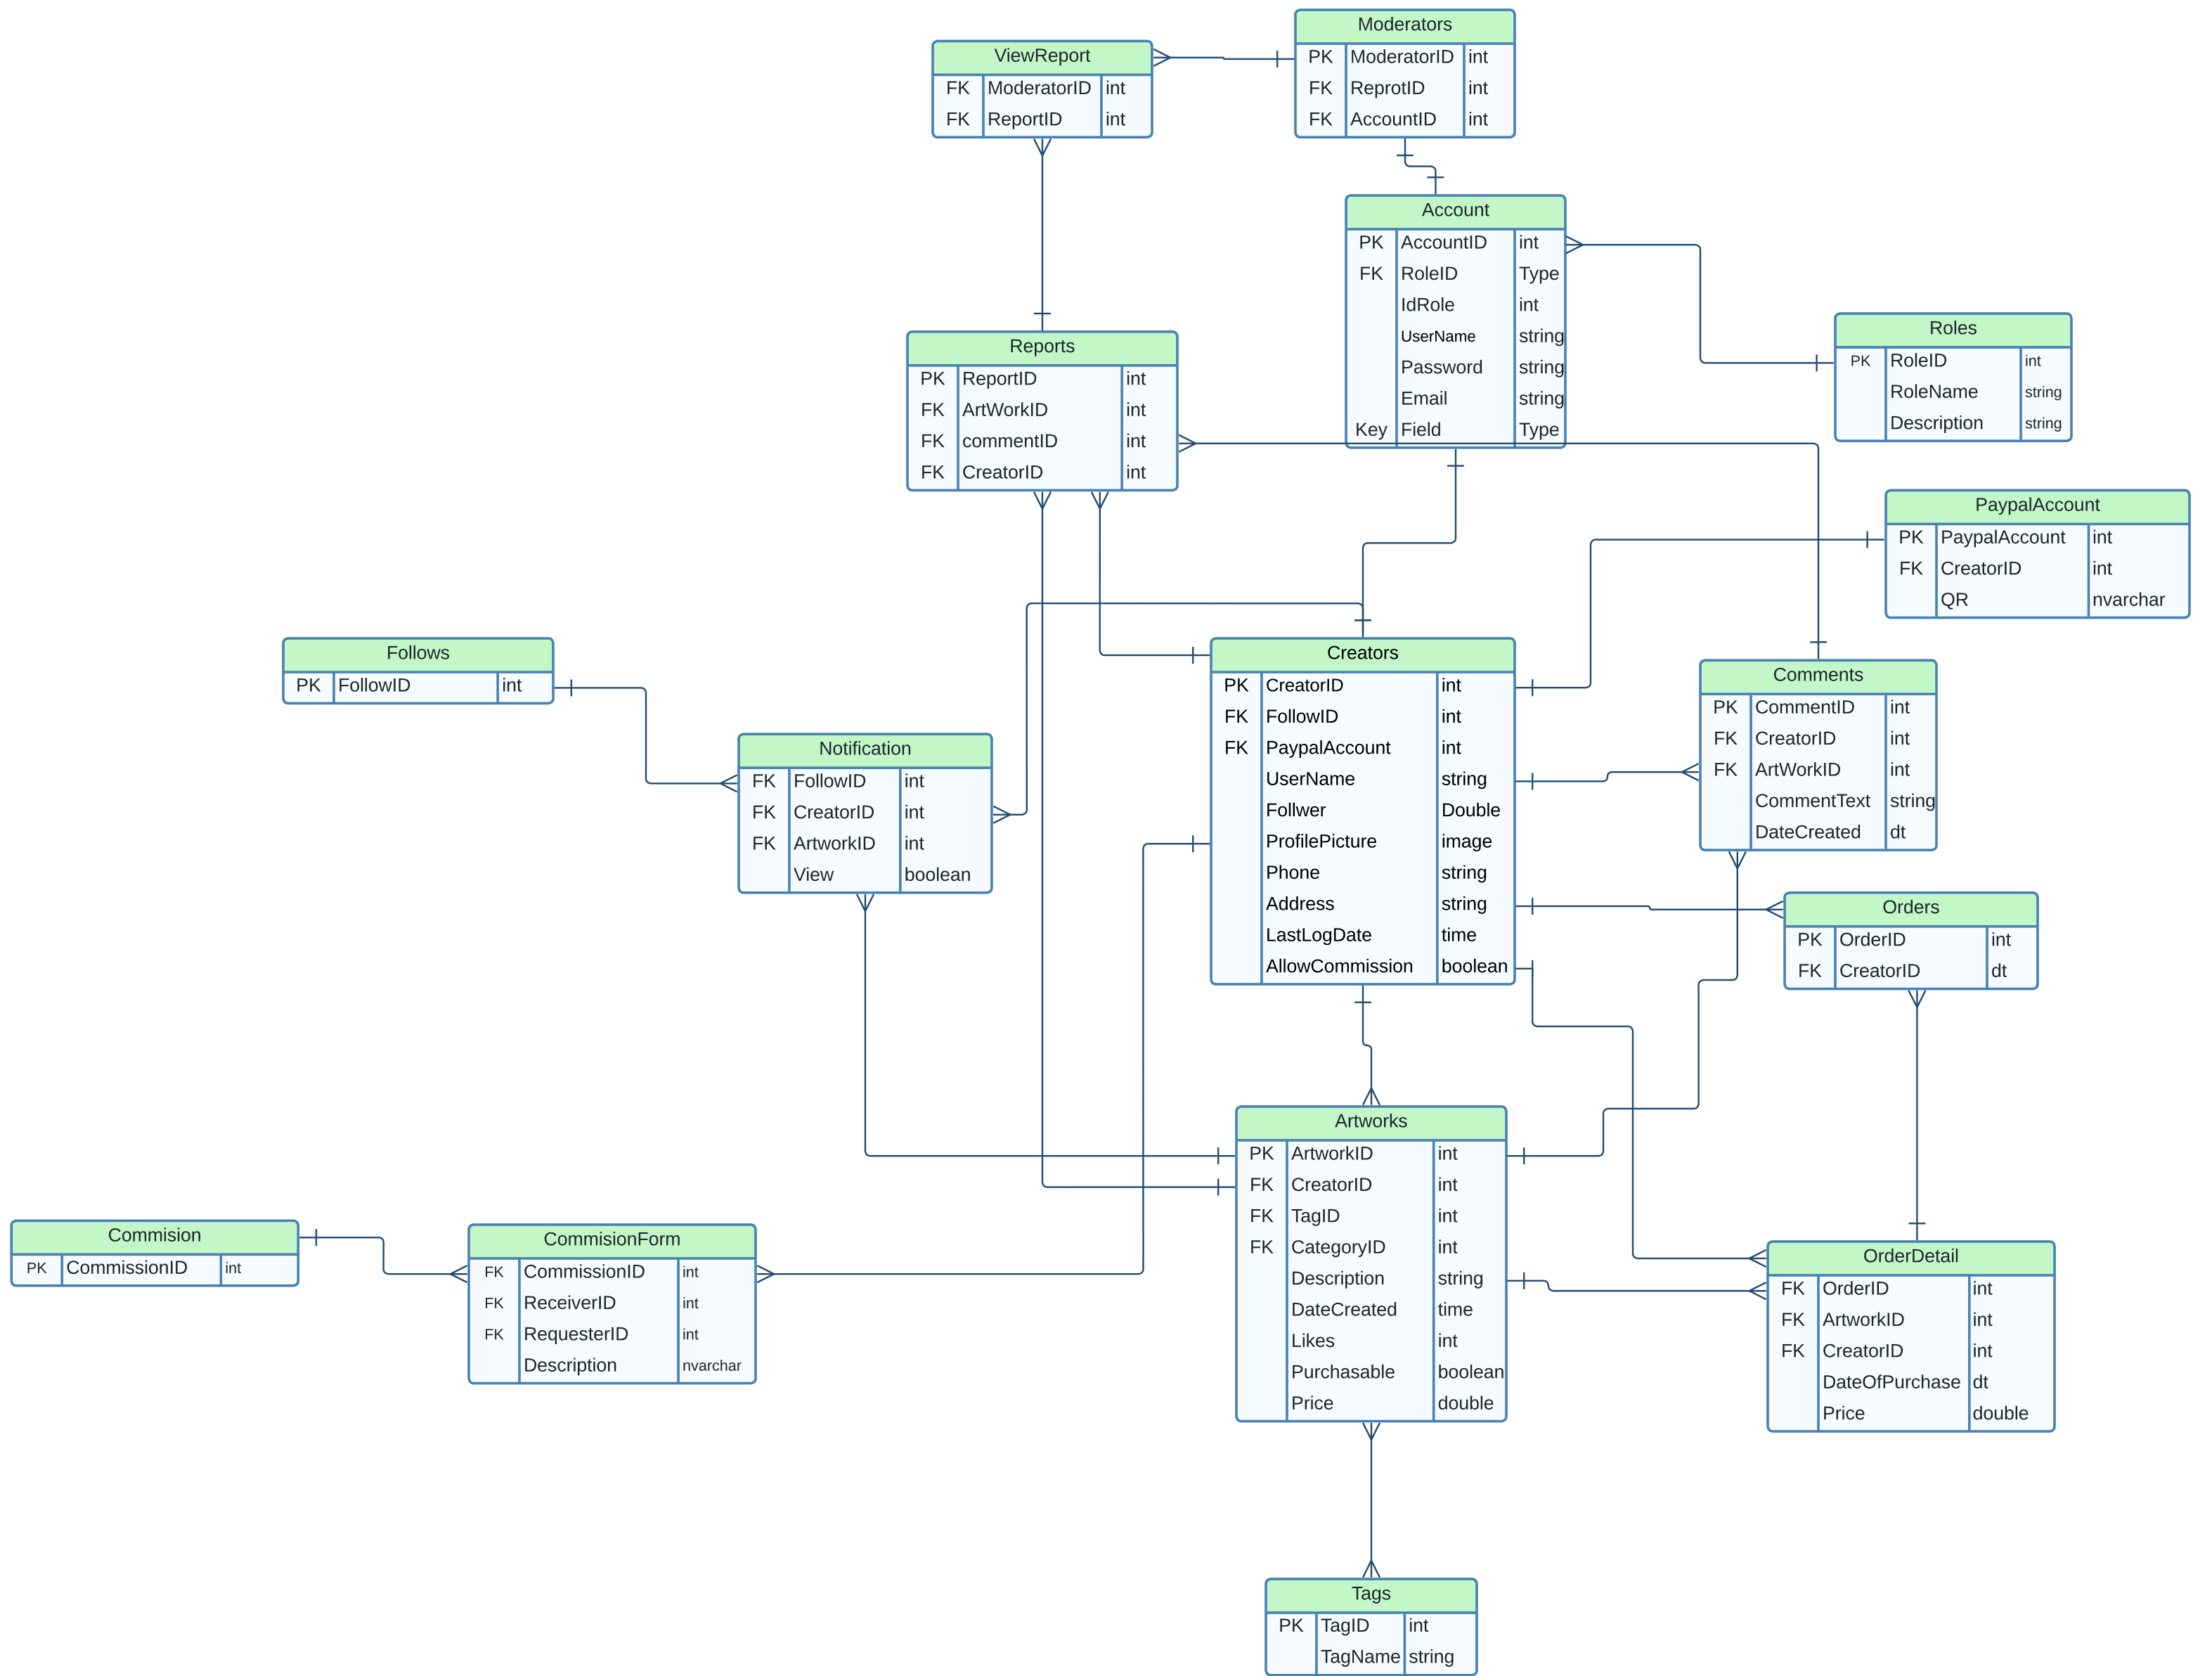 Moderators
PK ModeratorID int
FK ReprotID int
FK AccountID int
ViewReport
FK ModeratorID int
FK ReportID int
Account
PK AccountID int
FK RoleID Type
IdRole int
UserName string
Password string
Email string
Key Field Type
Roles
PK RoleID int
RoleName string
Description string
Reports
PK ReportID int
FK ArtWorkID int
FK commentID int
FK CreatorID int
PaypalAccount
PK PaypalAccount int
FK CreatorID int
QR nvarchar
Follows
PK FollowID int
Creators
PK CreatorID int
FK FollowID int
FK PaypalAccount int
UserName string
Follwer Double
ProfilePicture image
Phone string
Address string
LastLogDate time
AllowCommission boolean
Comments
PK CommentID int
FK CreatorID int
FK ArtWorkID int
CommentText string
DateCreated dt
Notification
FK FollowID int
FK CreatorID int
FK ArtworkID int
View boolean
Orders
PK OrderID int
FK CreatorID dt
Artworks
PK ArtworkID int
FK CreatorID int
FK TagID int
FK CategoryID int
Description string
DateCreated time
Likes int
Purchasable boolean
Price double
Commision
PK CommissionID int
CommisionForm
FK CommissionID int
FK ReceiverID int
FK RequesterID int
Description nvarchar
OrderDetail
FK OrderID int
FK ArtworkID int
FK CreatorID int
DateOfPurchase dt
Price double
Tags
PK TagID int
TagName string